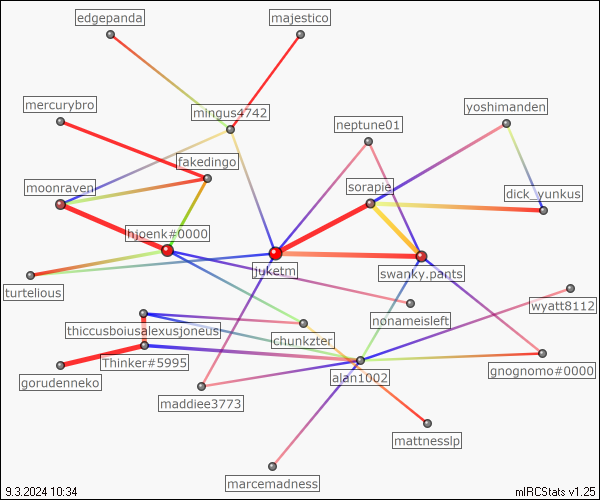 edgepanda
majestico
mercurybro
mingus4742
neptune01
yoshimanden
fakedingo
moonraven
sorapie
dick_yunkus
hjoenk#0000
juketm
swanky.pants
turtelious
wyatt8112
nonameisleft
thiccusboiusalexusjoneus
chunkzter
Thinker#5995
gnognomo#0000
gorudenneko
alan1002
maddiee3773
mattnesslp
marcemadness
9.3.2024 10:34
mIRCStats v1.25